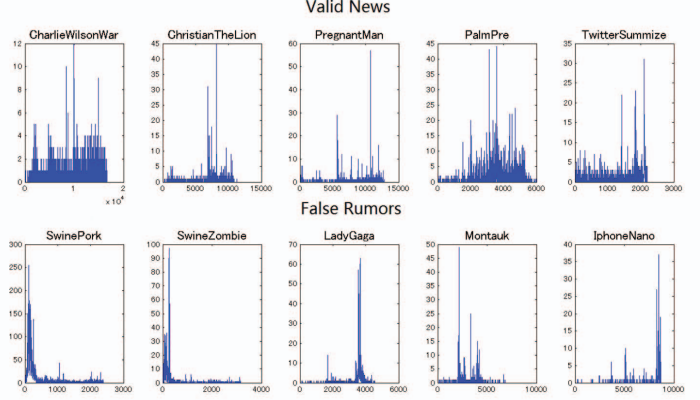 Valid News
CharlieWilsonWar ChristianTheLion PregnantMan PalmPre TwitterSummize
12 45 60 45 35
10 40 50 40 30
8 35 40 35 25
6 30 30 30 20
4 25 20 25 15
2 20 10 20 10
0 15 0 15 5
10 10 0
5 5
0 0
0 1 2 0 5000 10000 15000 0 5000 10000 15000 0 2000 4000 6000 0 1000 2000 3000
x 10⁴
False Rumors
SwinePork SwineZombie LadyGaga Montauk IphoneNano
300 100 70 50 40
250 90 60 45 35
200 80 50 40 30
150 70 40 35 25
100 60 30 30 20
50 50 20 25 15
0 40 10 20 10
30 0 15 5
20 10 0
10 5
0 0
0 1000 2000 3000 0 2000 4000 0 2000 4000 6000 0 5000 10000 0 5000 10000